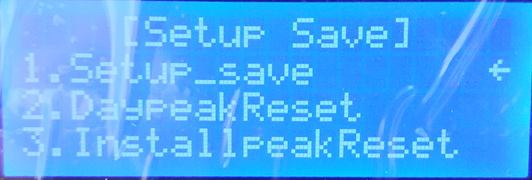 [Setup Save]
1.Setup_save ←
2.DaypeakReset
3.InstallpeakReset